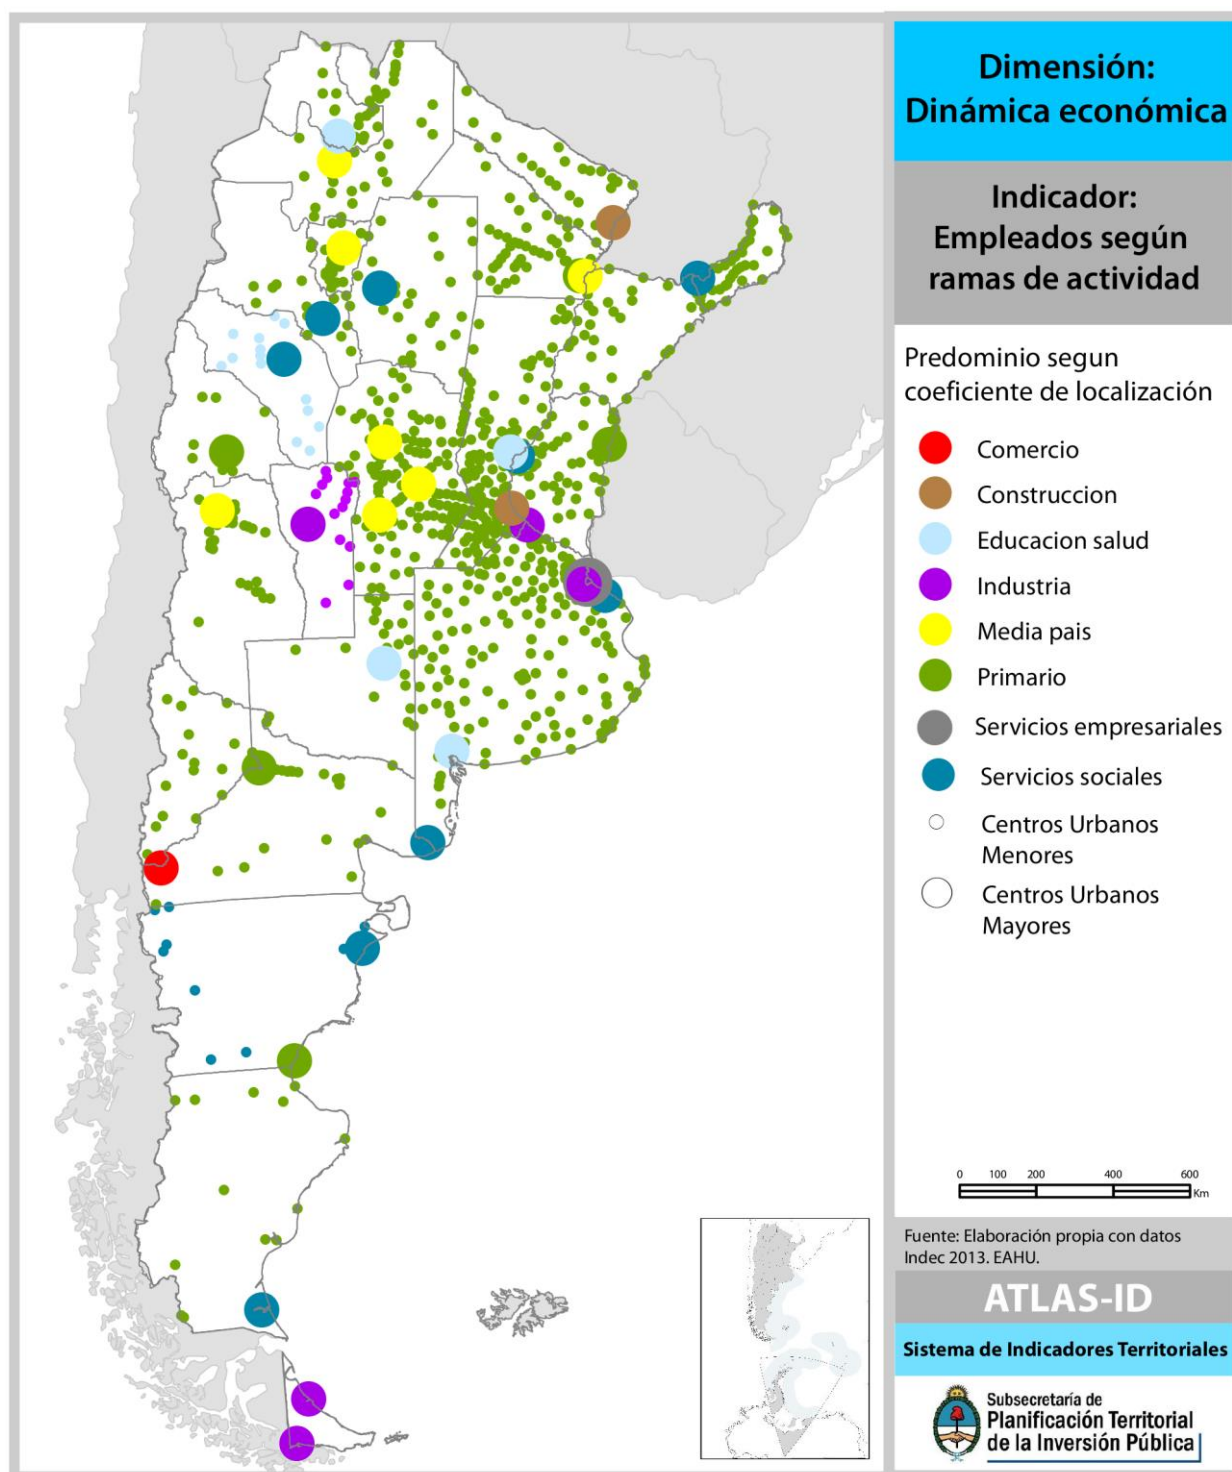 Dimensión:
Dinámica económica
Indicador:
Empleados según
ramas de actividad
Predominio segun
coeficiente de localización
Comercio
Construccion
Educacion salud
Industria
Media pais
Primario
Servicios empresariales
Servicios sociales
Centros Urbanos
Menores
Centros Urbanos
Mayores
0 100 200 400 600
Km
Fuente: Elaboración propia con datos
Indec 2013. EAHU.
ATLAS-ID
Sistema de Indicadores Territoriales
Subsecretaría de
Planificación Territorial
de la Inversión Pública